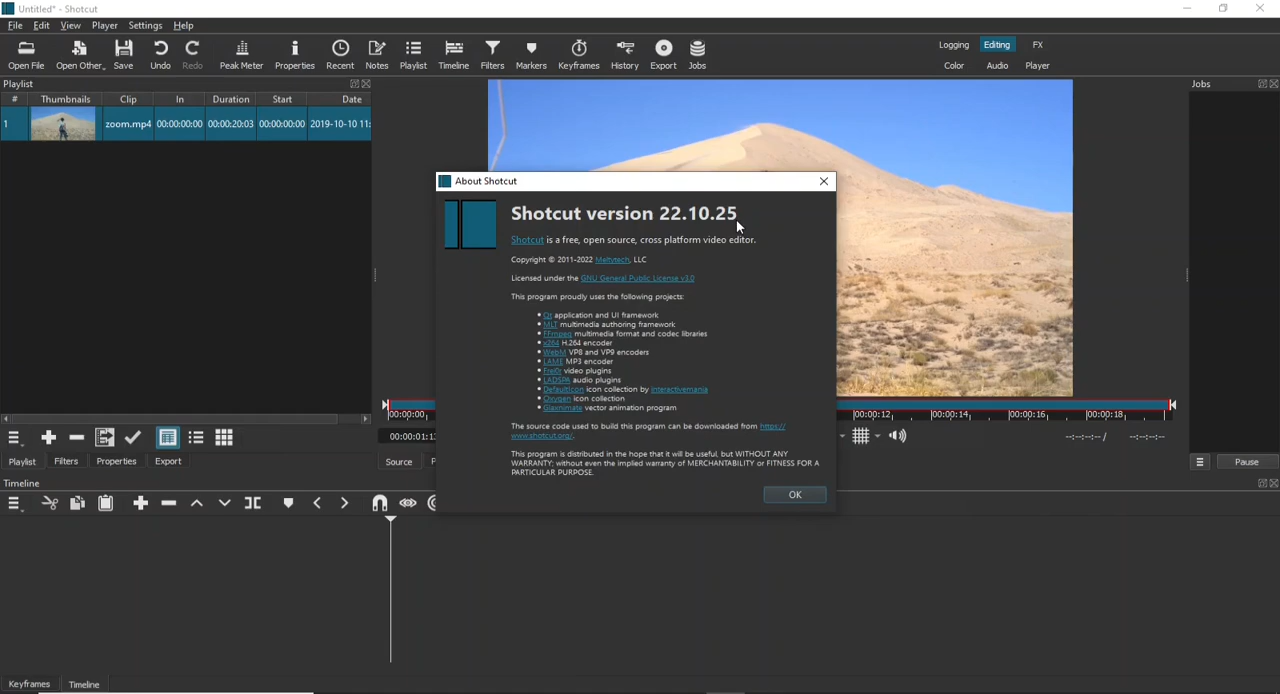 Untitled* - Shotcut
File Edit View Player Settings Help
Open File Open Other... Save Undo Redo Peak Meter Properties Recent Notes Playlist Timeline Filters Markers Keyframes History Export Jobs
Logging Editing FX
Color Audio Player
Playlist
# Thumbnails Clip In Duration Start Date
1 zoom.mp4 00:00:00:00 00:00:20:03 00:00:00:00 2019-10-10 11:
Jobs
About Shotcut
Shotcut version 22.10.25
Shotcut is a free, open source, cross platform video editor.
Copyright © 2011-2022 Meltytech, LLC
Licensed under the GNU General Public License v3.0
This program proudly uses the following projects:
• Qt application and UI framework
• MLT multimedia authoring framework
• FFmpeg multimedia format and codec libraries
• x264 H.264 encoder
• WebM VP8 and VP9 encoders
• LAME MP3 encoder
• Frei0r video plugins
• LADSPA audio plugins
• DefaultIcon icon collection by interactivemania
• Oxygen icon collection
• Glaxnimate vector animation program
The source code used to build this program can be downloaded from https://
www.shotcut.org/.
This program is distributed in the hope that it will be useful, but WITHOUT ANY
WARRANTY; without even the implied warranty of MERCHANTABILITY or FITNESS FOR A
PARTICULAR PURPOSE.
OK
00:00:00 00:00:12 00:00:14 00:00:16 00:00:18
00:00:01:1
--:--:--:-- / --:--:--:--
Playlist Filters Properties Export
Source P
Pause
Timeline
Keyframes Timeline